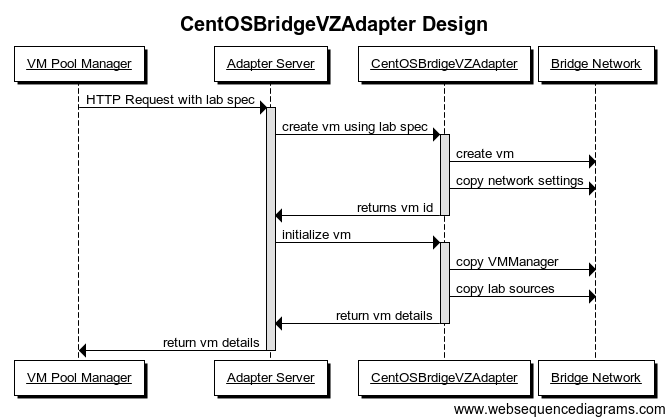 CentOSBridgeVZAdapter Design
VM Pool Manager
Adapter Server
CentOSBrdigeVZAdapter
Bridge Network
HTTP Request with lab spec
create vm using lab spec
create vm
copy network settings
returns vm id
initialize vm
copy VMManager
copy lab sources
return vm details
return vm details
VM Pool Manager
Adapter Server
CentOSBrdigeVZAdapter
Bridge Network
www.websequencediagrams.com